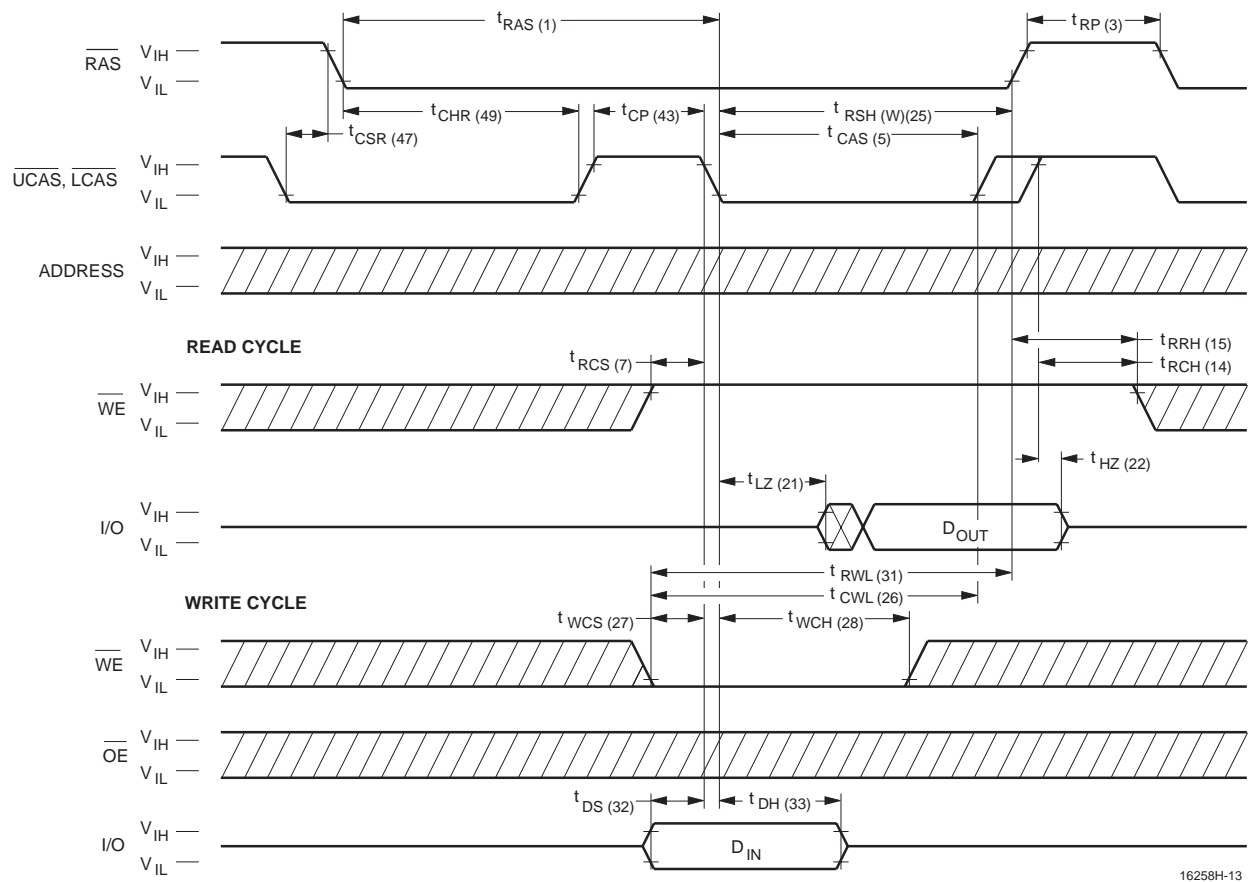 t RAS (1)
t RP (3)
RAS
V IH
V IL
t CHR (49)
t CP (43)
t RSH (W)(25)
t CSR (47)
t CAS (5)
UCAS, LCAS
V IH
V IL
ADDRESS
V IH
V IL
READ CYCLE
t RRH (15)
t RCS (7)
t RCH (14)
WE
V IH
V IL
t HZ (22)
t LZ (21)
I/O
V IH
V IL
D OUT
t RWL (31)
WRITE CYCLE
t CWL (26)
t WCS (27)
t WCH (28)
WE
V IH
V IL
OE
V IH
V IL
t DS (32)
t DH (33)
I/O
V IH
V IL
D IN
16258H-13